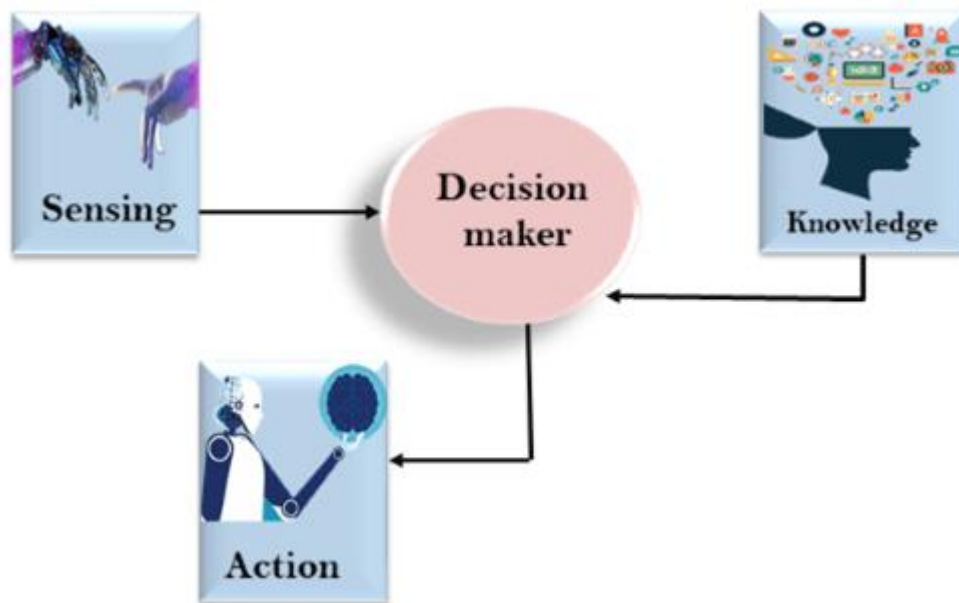 Sensing
Decision
maker
Knowledge
Action